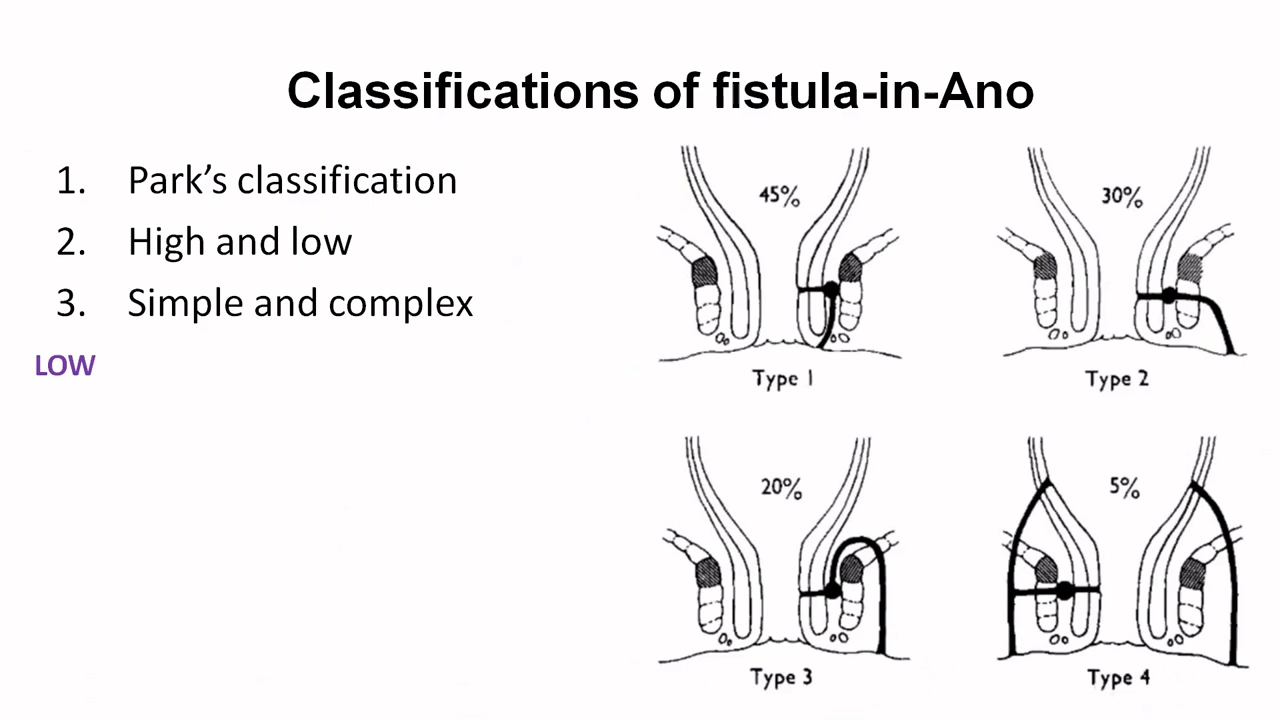 Classifications of fistula-in-Ano
1. Park’s classification
2. High and low
3. Simple and complex
LOW
45%
Type 1
30%
Type 2
20%
Type 3
5%
Type 4